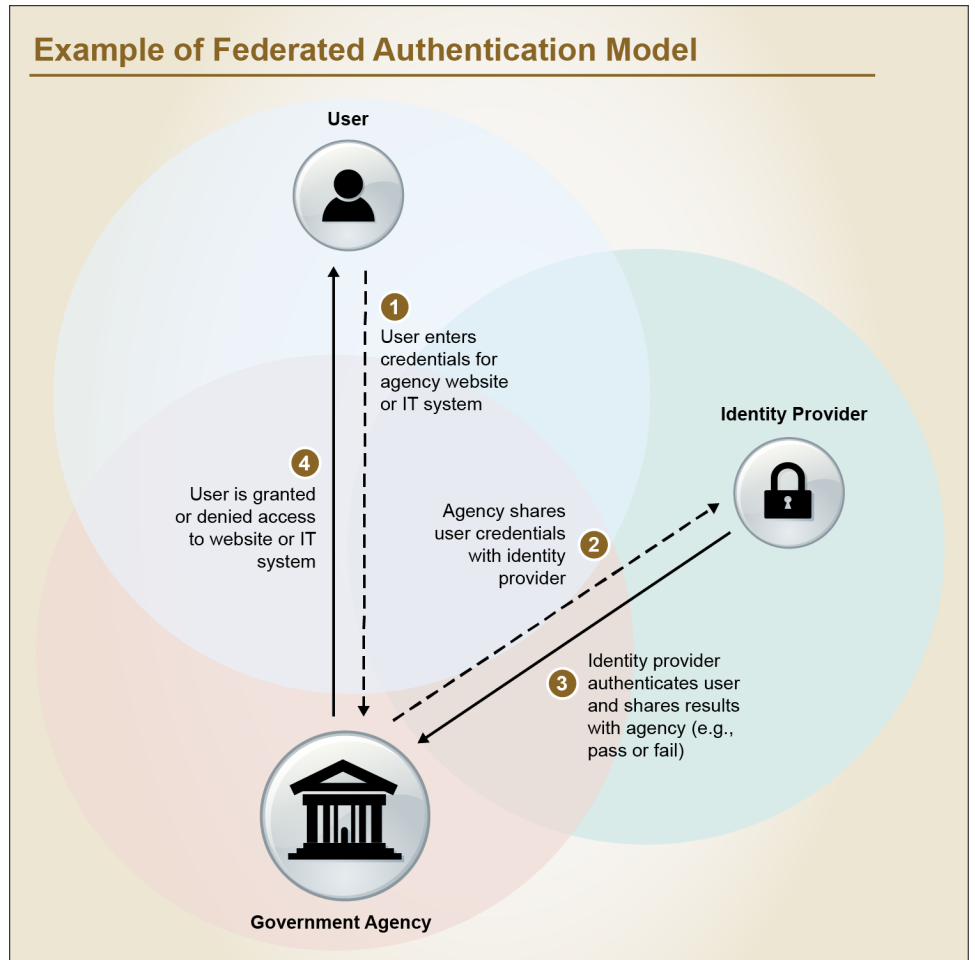 Example of Federated Authentication Model
User
1
User enters
credentials for
agency website
or IT system
Identity Provider
4
User is granted
or denied access
to website or IT
system
Agency shares
user credentials
with identity
provider
2
3
Identity provider
authenticates user
and shares results
with agency (e.g.,
pass or fail)
Government Agency